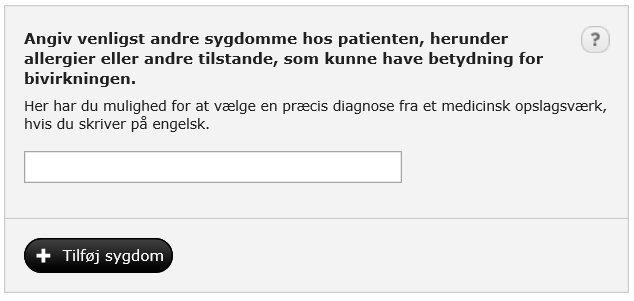 Angiv venligst andre sygdomme hos patienten, herunder
allergier eller andre tilstande, som kunne have betydning for
bivirkningen.
?
Her har du mulighed for at vælge en præcis diagnose fra et medicinsk opslagsværk,
hvis du skriver på engelsk.
+ Tilføj sygdom